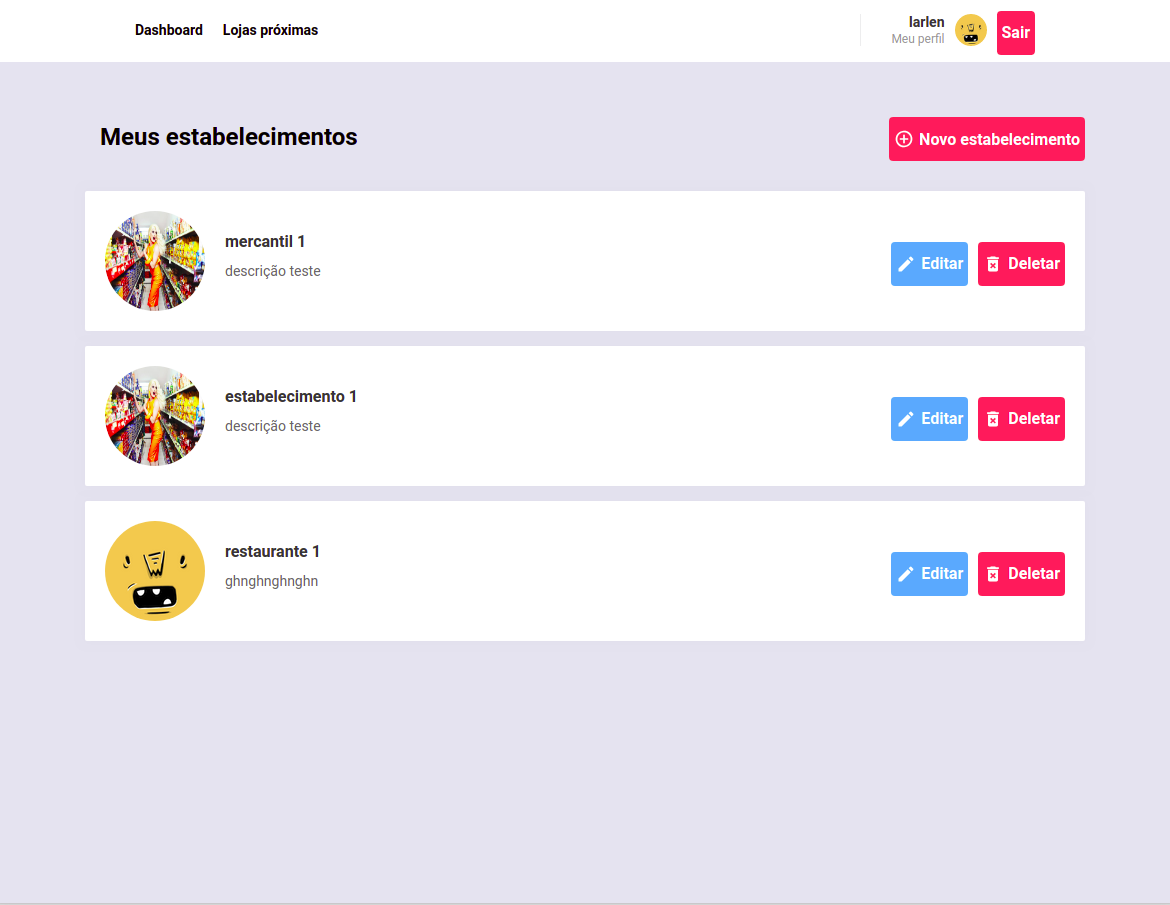 Dashboard Lojas próximas
Iarlen
Meu perfil
Sair
Meus estabelecimentos
Novo estabelecimento
mercantil 1
descrição teste
Editar Deletar
estabelecimento 1
descrição teste
Editar Deletar
restaurante 1
ghnghnghnghn
Editar Deletar